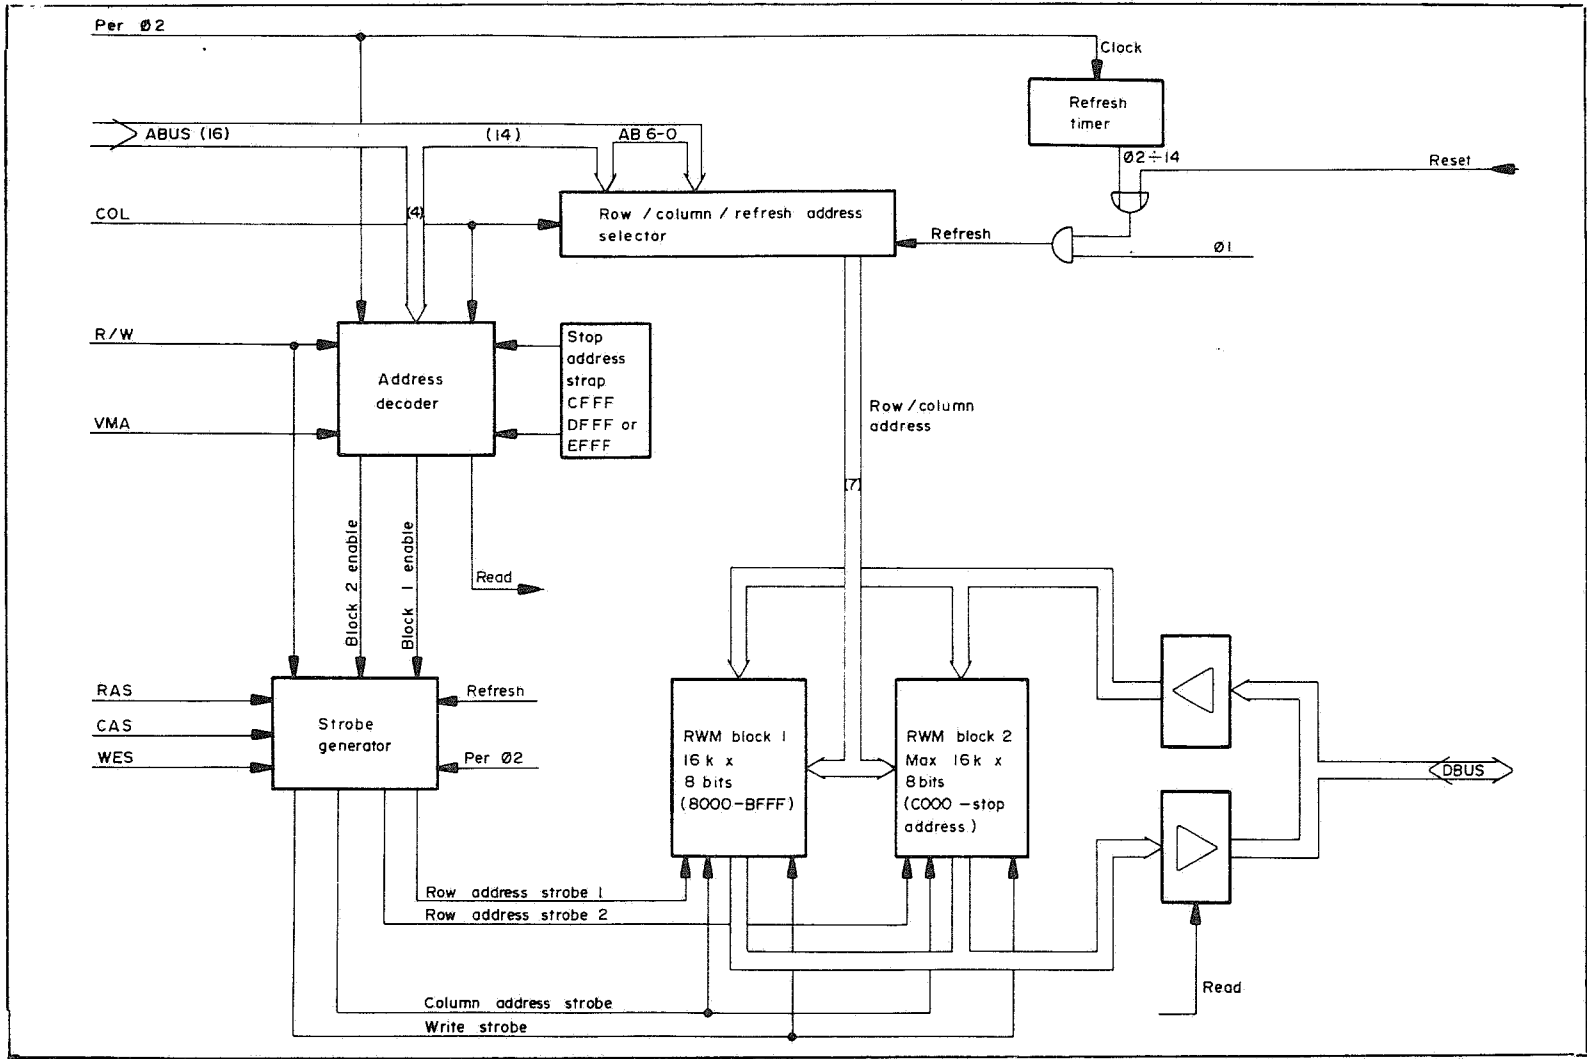 Per Ø2
Clock
Refresh
timer
ABUS (16)
(14)
AB 6-0
Ø2÷14
Reset
COL
(4)
Row / column / refresh address
selector
Refresh
Ø1
R/W
Stop
address
strap
CFFF
DFFF or
EFFF
Address
decoder
VMA
Row/column
address
(7)
Block 2 enable
Block 1 enable
Read
RAS
CAS
WES
Strobe
generator
Refresh
Per Ø2
RWM block 1
16k x
8 bits
(8000-BFFF)
RWM block 2
Max 16k x
8bits
(C000 -stop
address.)
DBUS
Row address strobe 1
Row address strobe 2
Read
Column address strobe
Write strobe